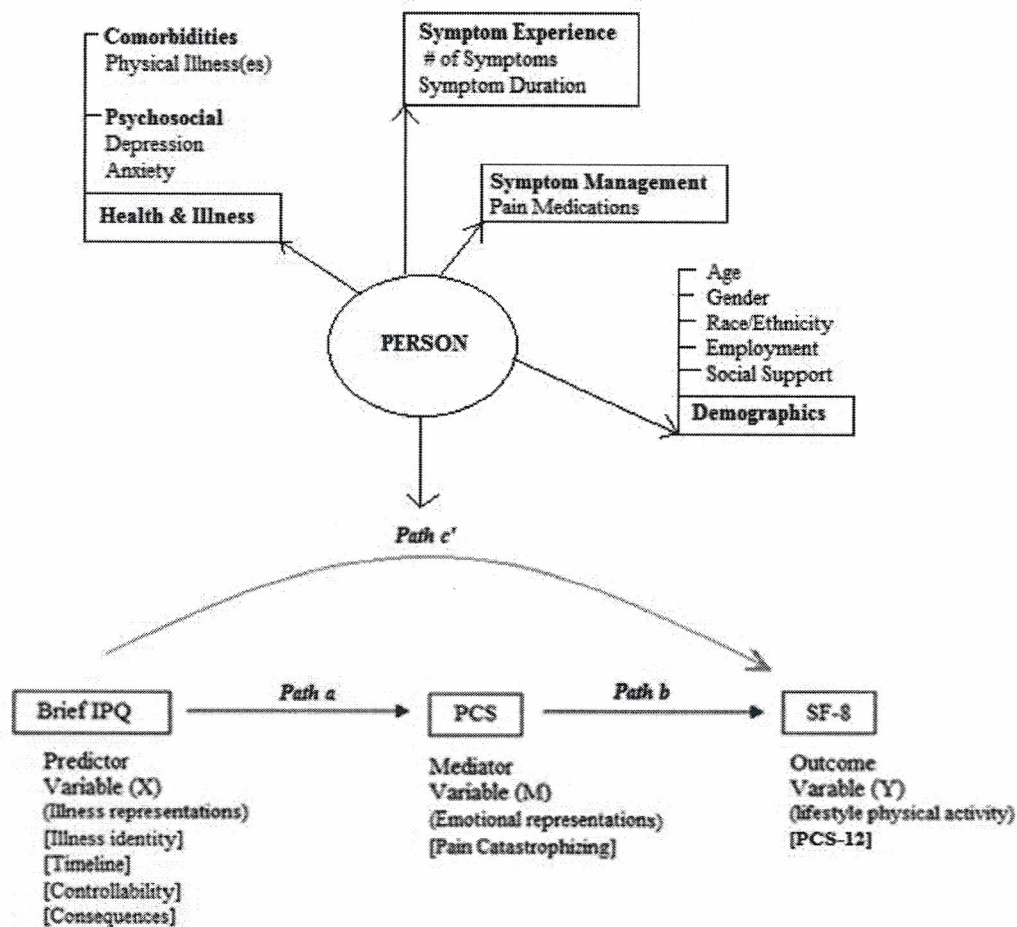 Comorbidities
Physical Illness(es)
Psychosocial
Depression
Anxiety
Health & Illness
Symptom Experience
# of Symptoms
Symptom Duration
Symptom Management
Pain Medications
PERSON
Age
Gender
Race/Ethnicity
Employment
Social Support
Demographics
Path c'
Brief IPQ
Path a
PCS
Path b
SF-8
Predictor
Variable (X)
(Illness representations)
[Illness identity]
[Timeline]
[Controllability]
[Consequences]
Mediator
Variable (M)
(Emotional representations)
[Pain Catastrophizing]
Outcome
Varable (Y)
(lifestyle physical activity)
[PCS-12]